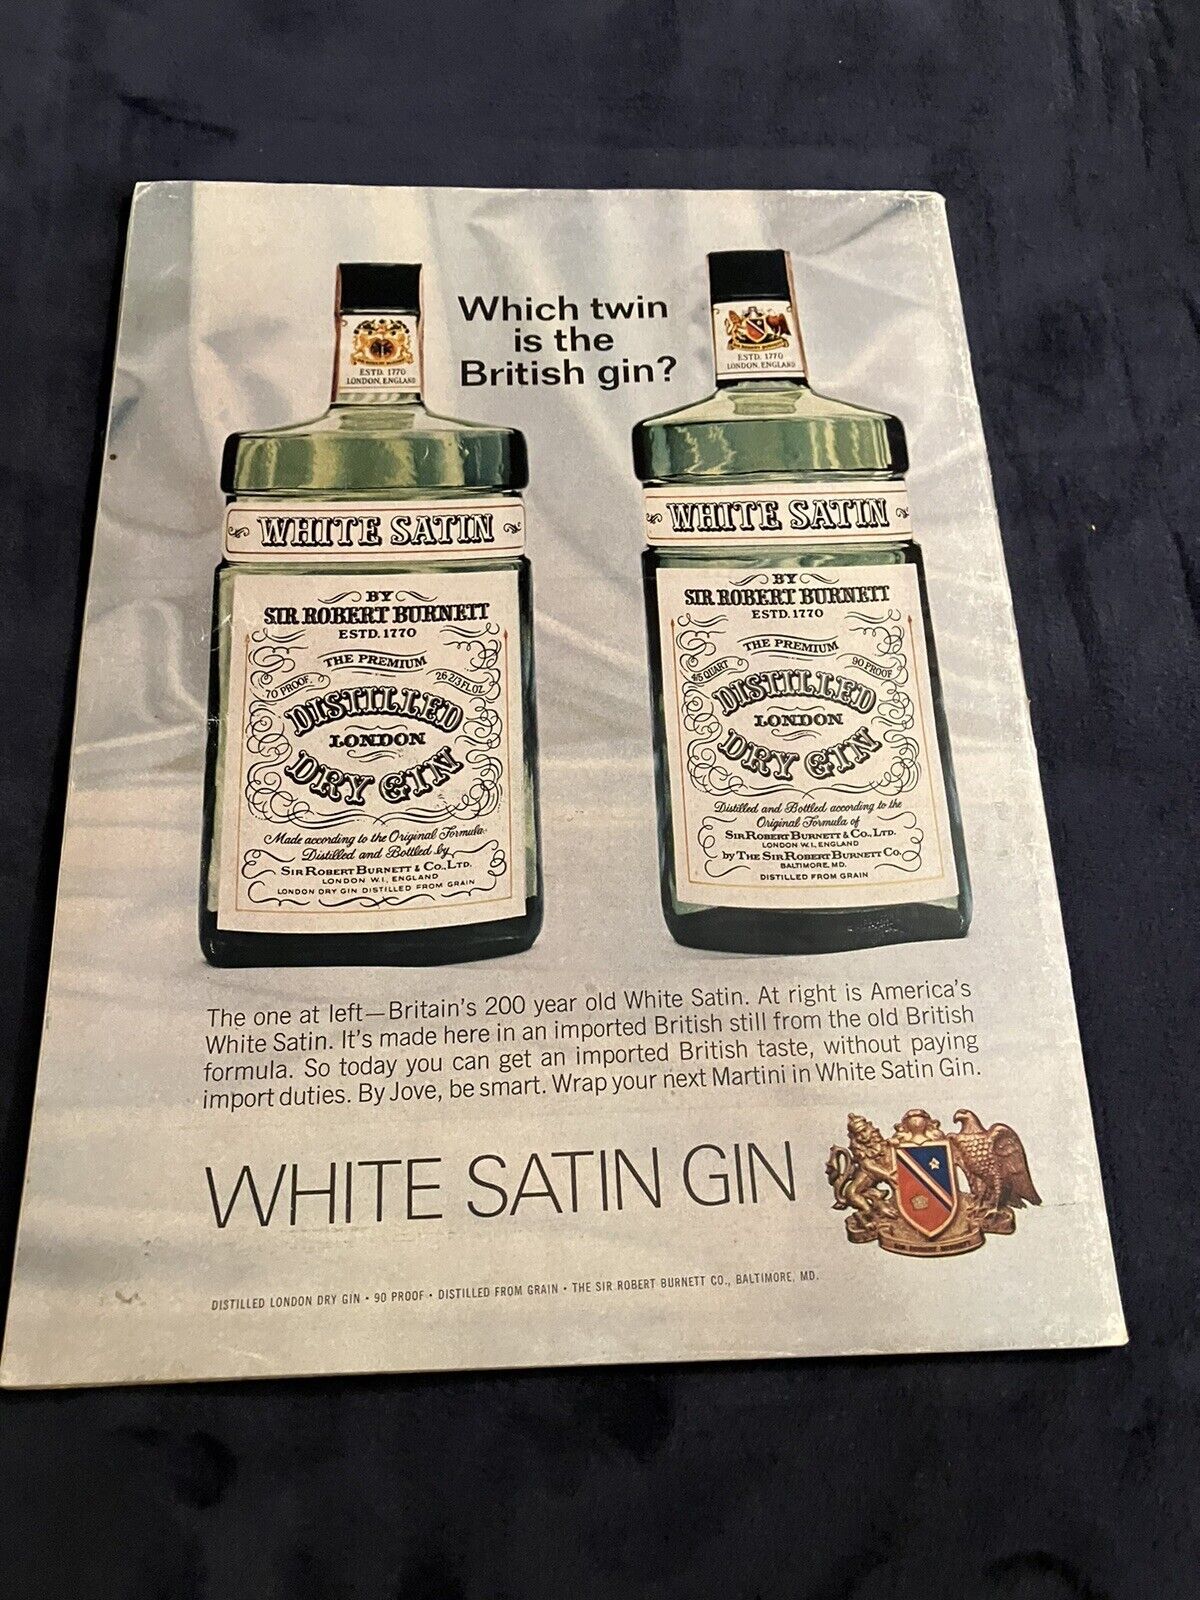 Which twin
is the
British gin?
ESTD. 1770
LONDON, ENGLAND
WHITE SATIN
BY
SIR ROBERT BURNETT
ESTD. 1770
THE PREMIUM
70 PROOF.
26 2/3 FL.OZ.
DISTILLED
LONDON
DRY GIN
Made according to the Original Formula.
Distilled and Bottled by
SIR ROBERT BURNETT & CO., LTD.
LONDON W.I., ENGLAND
LONDON DRY GIN DISTILLED FROM GRAIN
ESTD. 1770
LONDON, ENGLAND
WHITE SATIN
BY
SIR ROBERT BURNETT
ESTD. 1770
THE PREMIUM
4/5 QUART
90 PROOF
DISTILLED
LONDON
DRY GIN
Distilled and Bottled according to the
Original Formula of
SIR ROBERT BURNETT & CO., LTD.
LONDON W.I., ENGLAND
by THE SIR ROBERT BURNETT CO.
BALTIMORE, MD.
DISTILLED FROM GRAIN
The one at left—Britain's 200 year old White Satin. At right is America's
White Satin. It's made here in an imported British still from the old British
formula. So today you can get an imported British taste, without paying
import duties. By Jove, be smart. Wrap your next Martini in White Satin Gin.
WHITE SATIN GIN
SIR ROBERT BURNETT
DISTILLED LONDON DRY GIN • 90 PROOF • DISTILLED FROM GRAIN • THE SIR ROBERT BURNETT CO., BALTIMORE, MD.